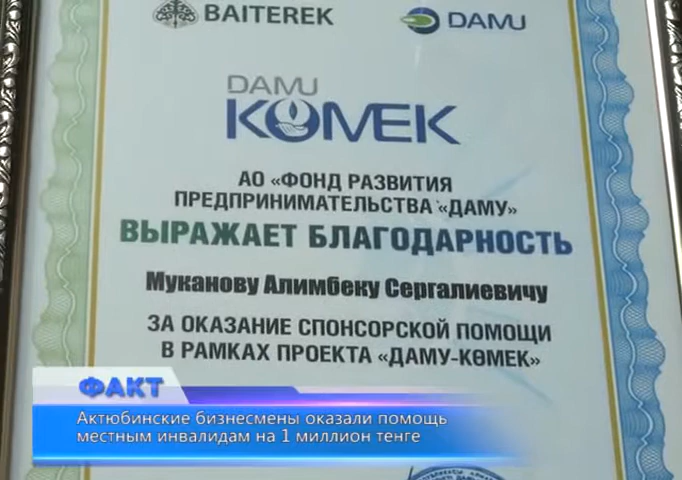 BAITEREK DAMU
DAMU
КӨМЕК
АО «ФОНД РАЗВИТИЯ
ПРЕДПРИНИМАТЕЛЬСТВА «ДАМУ»
ВЫРАЖАЕТ БЛАГОДАРНОСТЬ
Муканову Алимбеку Сергалиевичу
ЗА ОКАЗАНИЕ СПОНСОРСКОЙ ПОМОЩИ
В РАМКАХ ПРОЕКТА «ДАМУ-КӨМЕК»
ФАКТ
Актюбинские бизнесмены оказали помощь
местным инвалидам на 1 миллион тенге